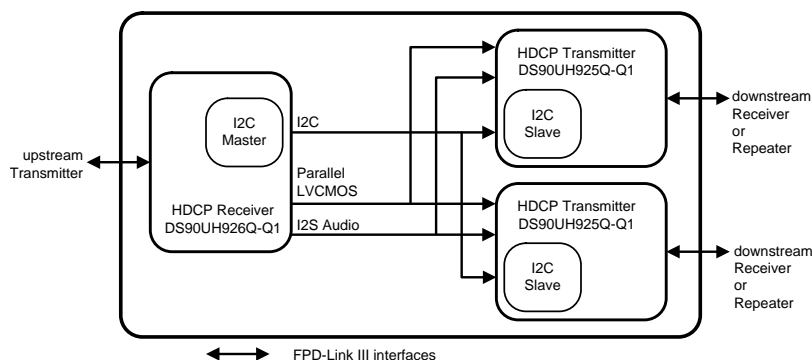 upstream
Transmitter
I2C
Master
HDCP Receiver
DS90UH926Q-Q1
I2C
Parallel
LVCMOS
I2S Audio
HDCP Transmitter
DS90UH925Q-Q1
I2C
Slave
downstream
Receiver
or
Repeater
HDCP Transmitter
DS90UH925Q-Q1
I2C
Slave
downstream
Receiver
or
Repeater
FPD-Link III interfaces